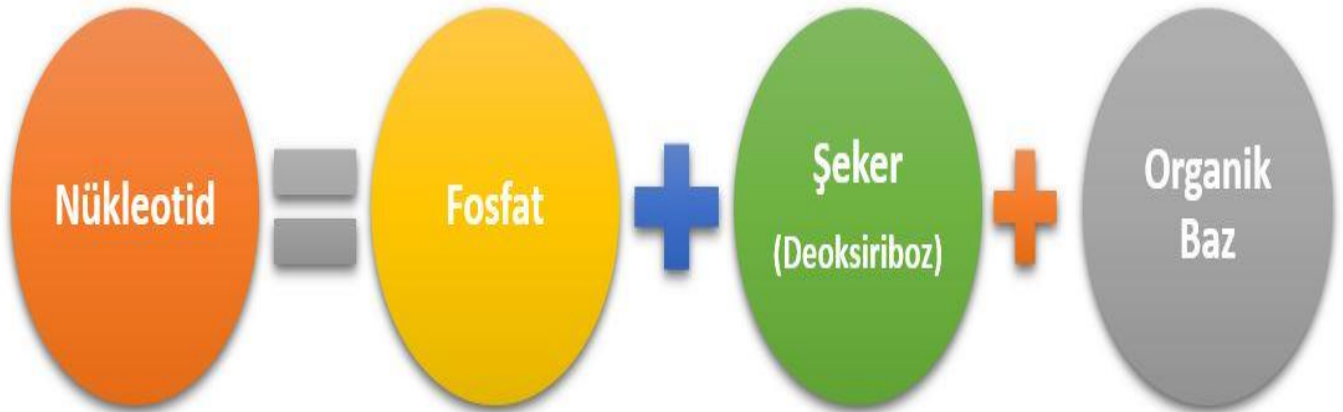 Nükleotid
Fosfat
Şeker
(Deoksiriboz)
Organik
Baz